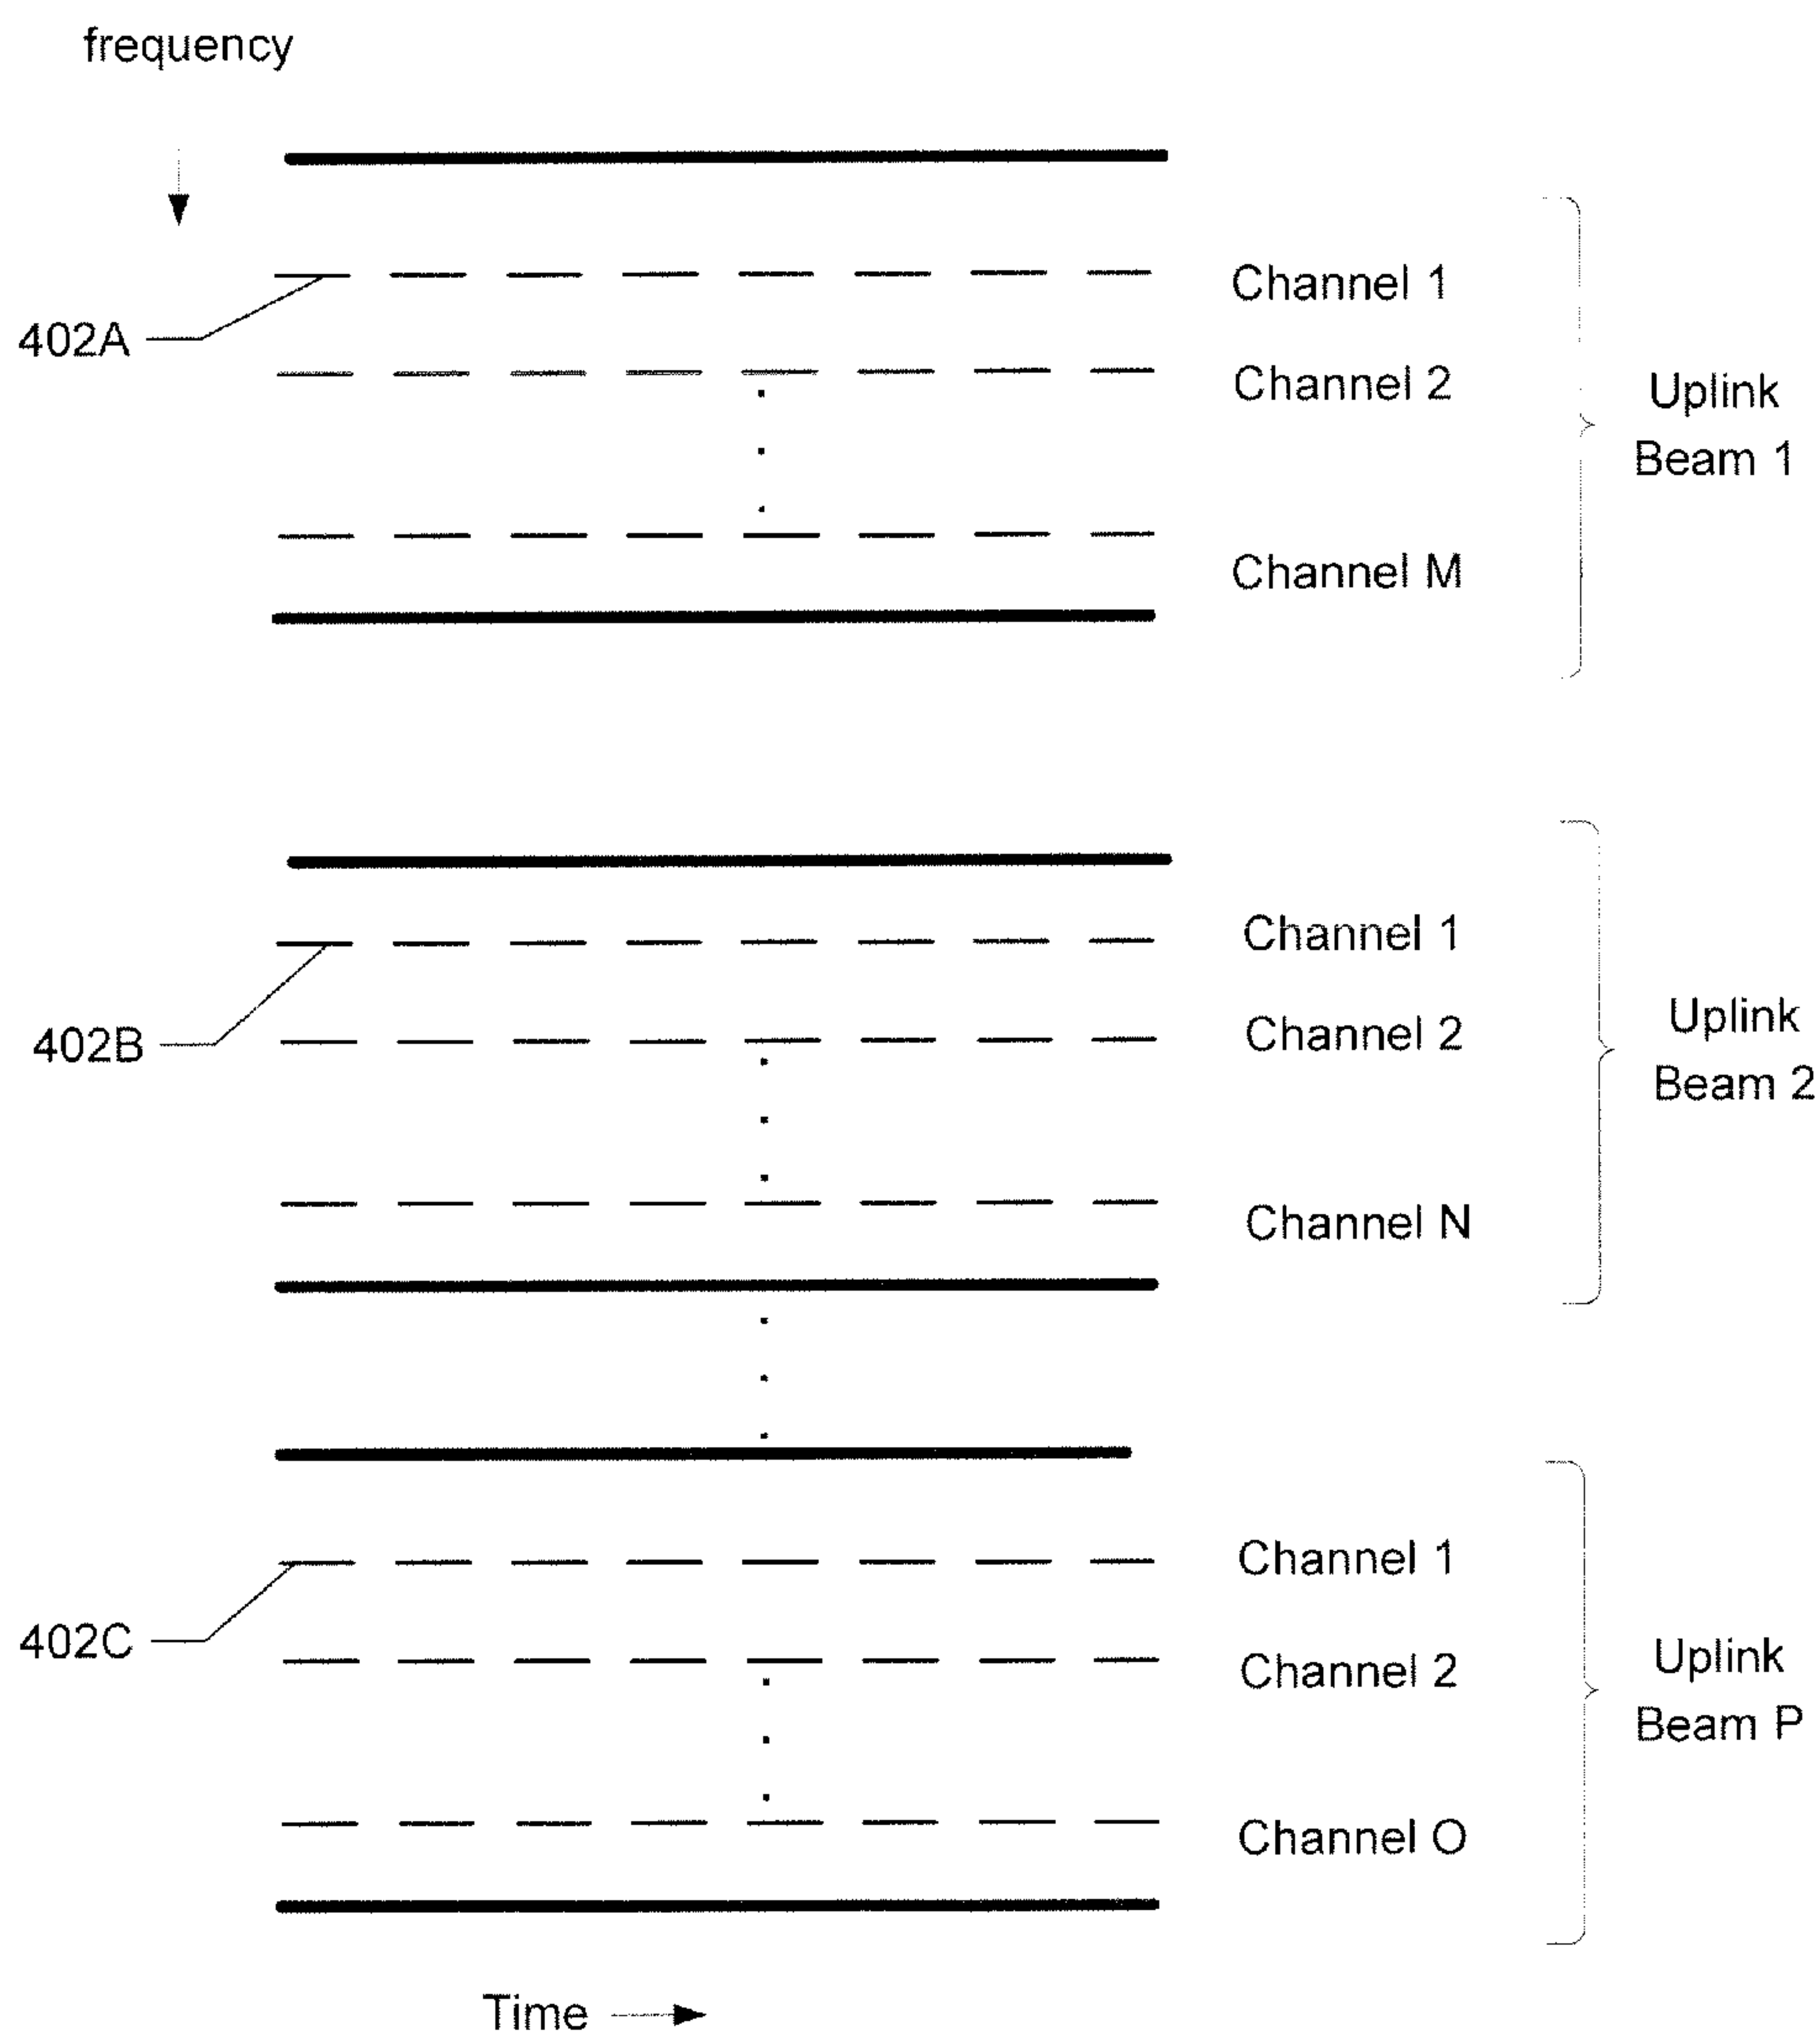 frequency
Channel 1
402A
Channel 2
Uplink
Beam 1
Channel M
Channel 1
402B
Channel 2
Uplink
Beam 2
Channel N
Channel 1
402C
Channel 2
Uplink
Beam P
Channel O
Time